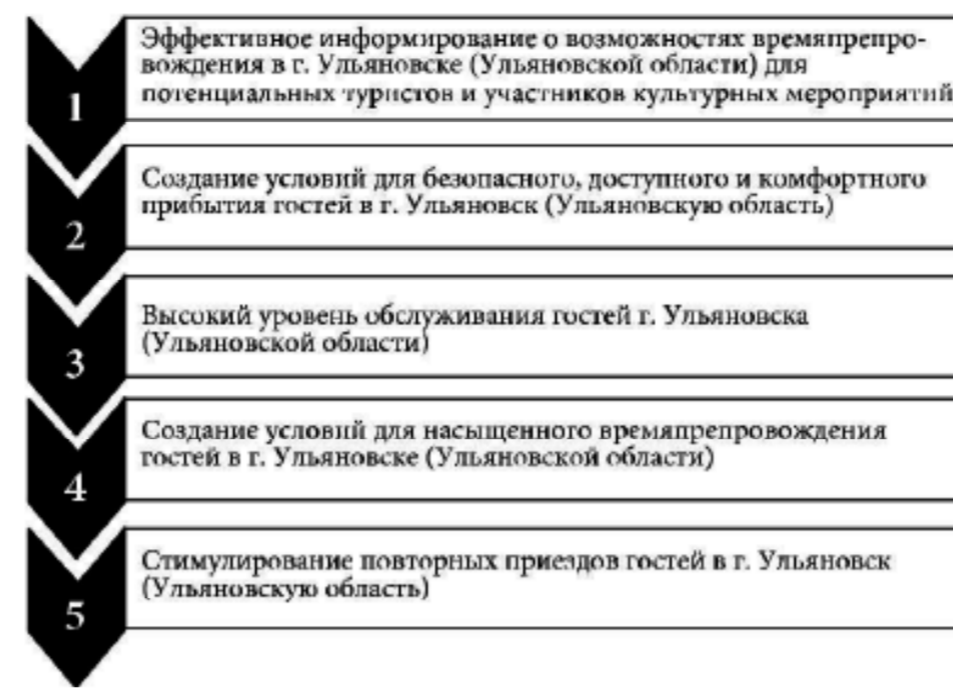 1
Эффективное информирование о возможностях времяпрепро-
вождения в г. Ульяновске (Ульяновской области) для
потенциальных туристов и участников культурных мероприятий
2
Создание условий для безопасного, доступного и комфортного
прибытия гостей в г. Ульяновск (Ульяновскую область)
3
Высокий уровень обслуживания гостей г. Ульяновска
(Ульяновской области)
4
Создание условий для насыщенного времяпрепровождения
гостей в г. Ульяновске (Ульяновской области)
5
Стимулирование повторных приездов гостей в г. Ульяновск
(Ульяновскую область)